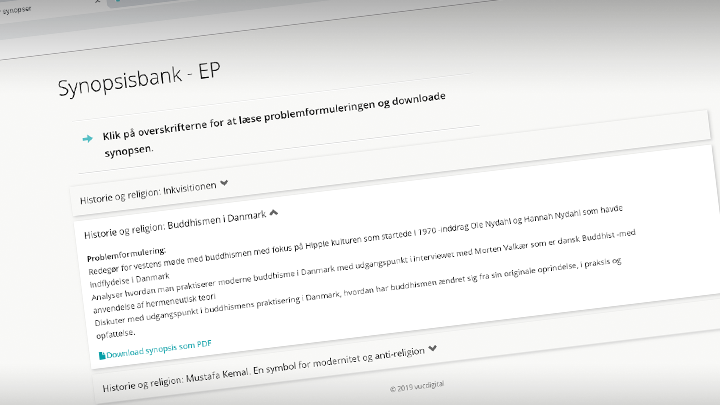 synopser
Synopsisbank - EP
Klik på overskrifterne for at læse problemformuleringen og downloade
synopsen.
Historie og religion: Inkvisitionen
Historie og religion: Buddhismen i Danmark
Problemformulering:
Redegør for vestens møde med buddhismen med fokus på Hippie kulturen som startede i 1970 -inddrag Ole Nydahl og Hannah Nydahl som havde
indflydelse i Danmark
Analyser hvordan man praktiserer moderne buddhisme i Danmark med udgangspunkt i interviewet med Morten Valkær som er dansk Buddhist -med
anvendelse af hermeneutisk teori
Diskuter med udgangspunkt i buddhismens praktisering i Danmark, hvordan har buddhismen ændret sig fra sin originale oprindelse, i praksis og
opfattelse.
Download synopsis som PDF
Historie og religion: Mustafa Kemal. En symbol for modernitet og anti-religion
© 2019 vucdigital